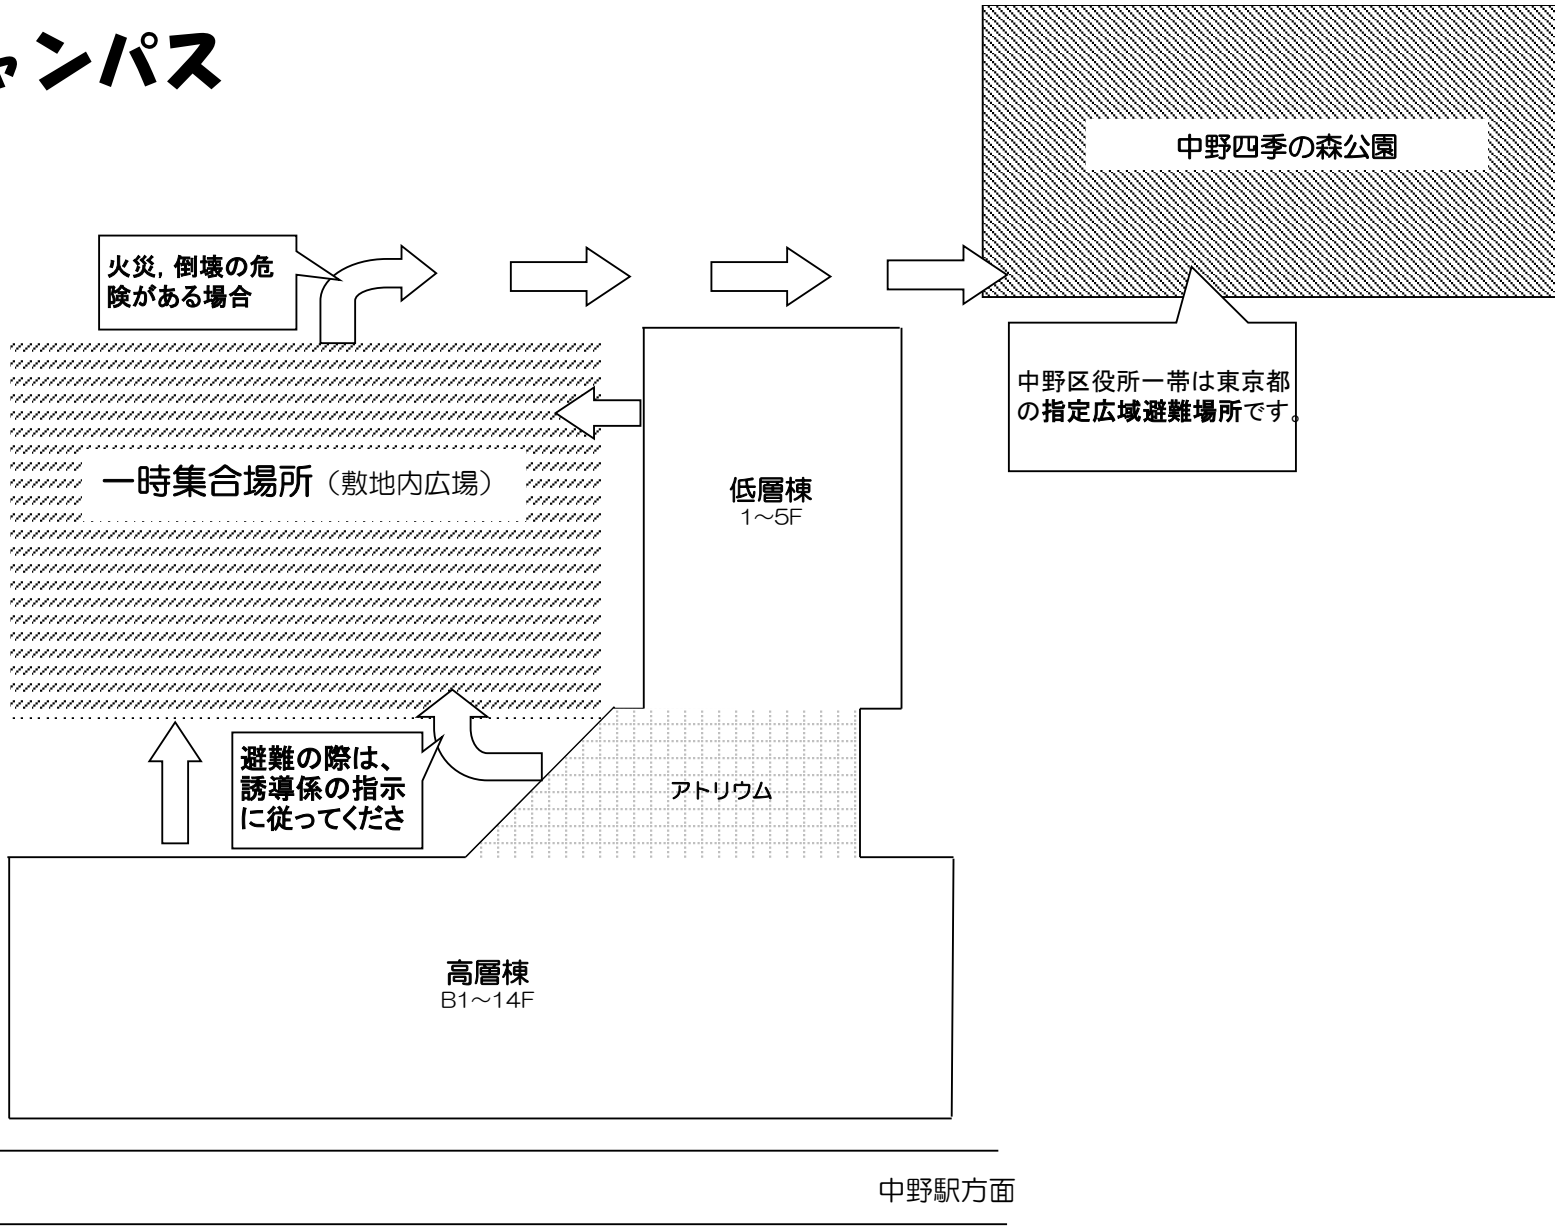 ャンパス
中野四季の森公園
火災，倒壊の危
険がある場合
中野区役所一帯は東京都
の指定広域避難場所です。
一時集合場所（敷地内広場）
低層棟
1～5F
避難の際は、
誘導係の指示
に従ってくださ
アトリウム
高層棟
B1～14F
中野駅方面